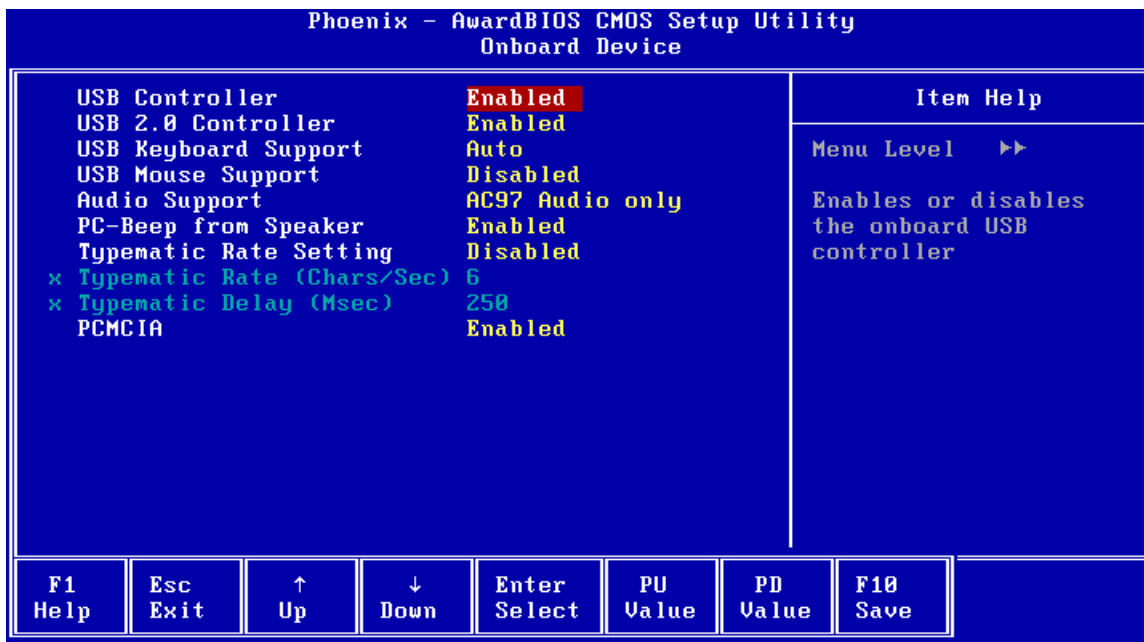 Phoenix - AwardBIOS CMOS Setup Utility
Onboard Device
USB Controller Enabled
USB 2.0 Controller Enabled
USB Keyboard Support Auto
USB Mouse Support Disabled
Audio Support AC97 Audio only
PC-Beep from Speaker Enabled
Typematic Rate Setting Disabled
x Typematic Rate (Chars/Sec) 6
x Typematic Delay (Msec) 250
PCMCIA Enabled
Item Help
Menu Level ►►
Enables or disables
the onboard USB
controller
F1 Esc ↑ ↓ Enter PU PD F10
Help Exit Up Down Select Value Value Save